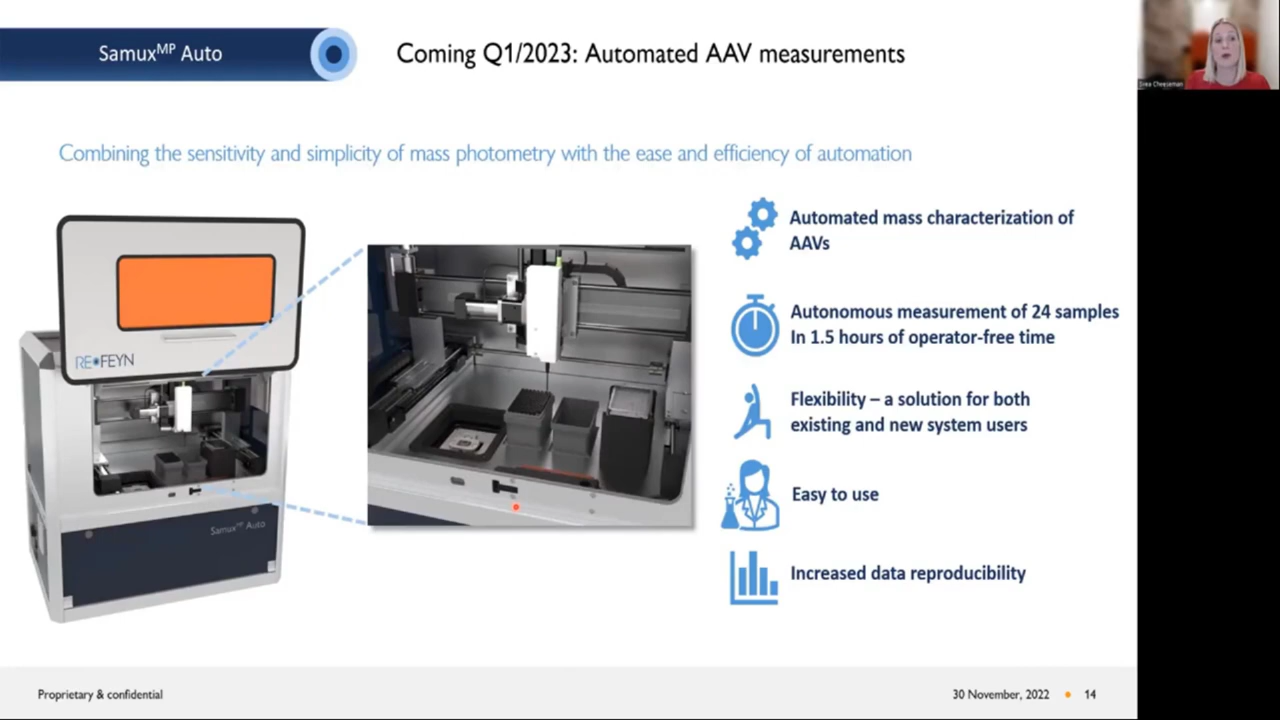 Samux^MP Auto
Coming Q1/2023: Automated AAV measurements
Combining the sensitivity and simplicity of mass photometry with the ease and efficiency of automation
REFEYN
Samux^MP Auto
Automated mass characterization of
AAVs
Autonomous measurement of 24 samples
In 1.5 hours of operator-free time
Flexibility – a solution for both
existing and new system users
Easy to use
Increased data reproducibility
Proprietary & confidential
30 November, 2022 • 14
Cheeseman